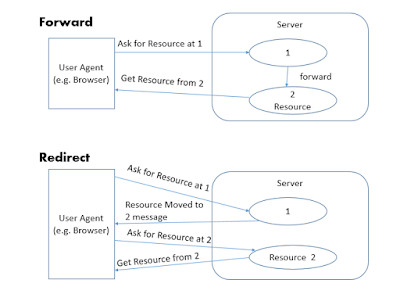 Forward
Server
Ask for Resource at 1
1
User Agent
(e.g. Browser)
forward
Get Resource from 2
2
Resource
Redirect
Ask for Resource at 1
Server
Resource Moved to
2 message
1
User Agent
(e.g. Browser)
Ask for Resource at 2
Resource 2
Get Resource from 2